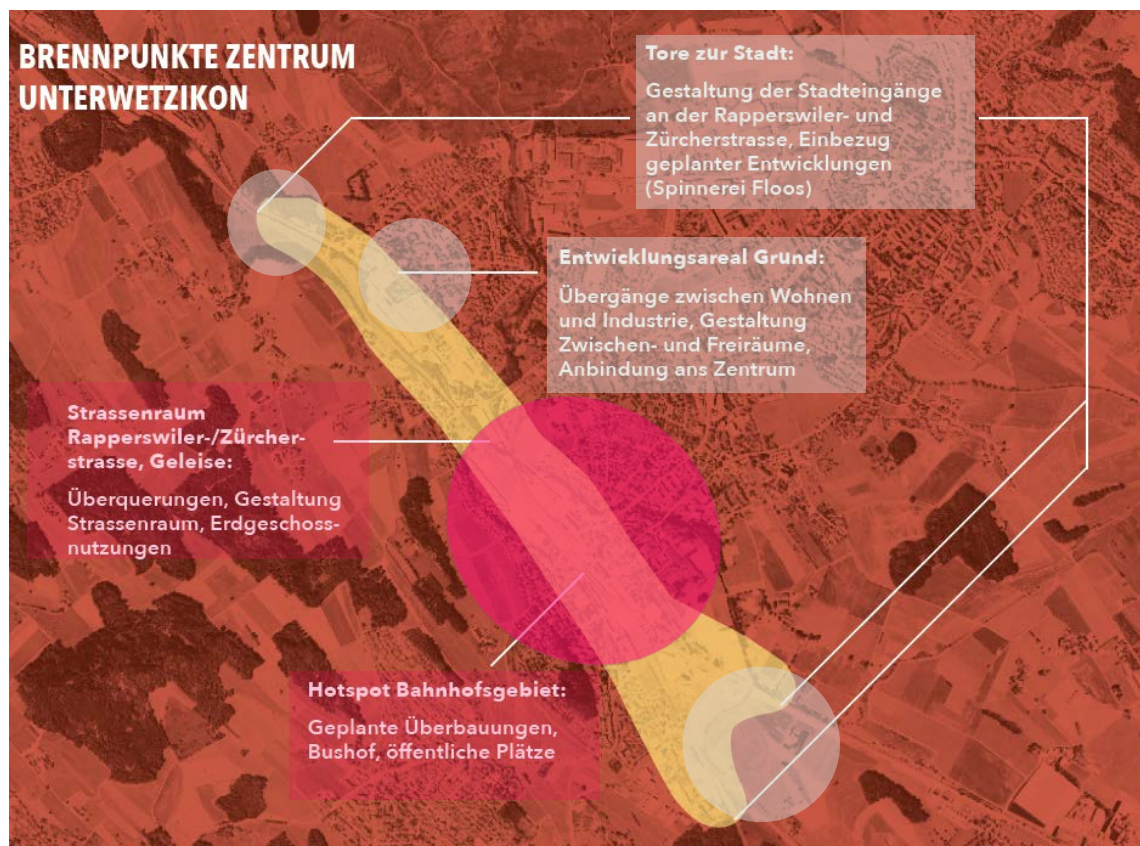 BRENNPUNKTE ZENTRUM
UNTERWETZIKON
Tore zur Stadt:
Gestaltung der Stadteingänge
an der Rapperswiler- und
Zürcherstrasse, Einbezug
geplanter Entwicklungen
(Spinnerei Floos)
Entwicklungsareal Grund:
Übergänge zwischen Wohnen
und Industrie, Gestaltung
Zwischen- und Freiräume,
Anbindung ans Zentrum
Strassenraum
Rapperswiler-/Zürcher-
strasse, Geleise:
Überquerungen, Gestaltung
Strassenraum, Erdgeschoss-
nutzungen
Hotspot Bahnhofsgebiet:
Geplante Überbauungen,
Bushof, öffentliche Plätze